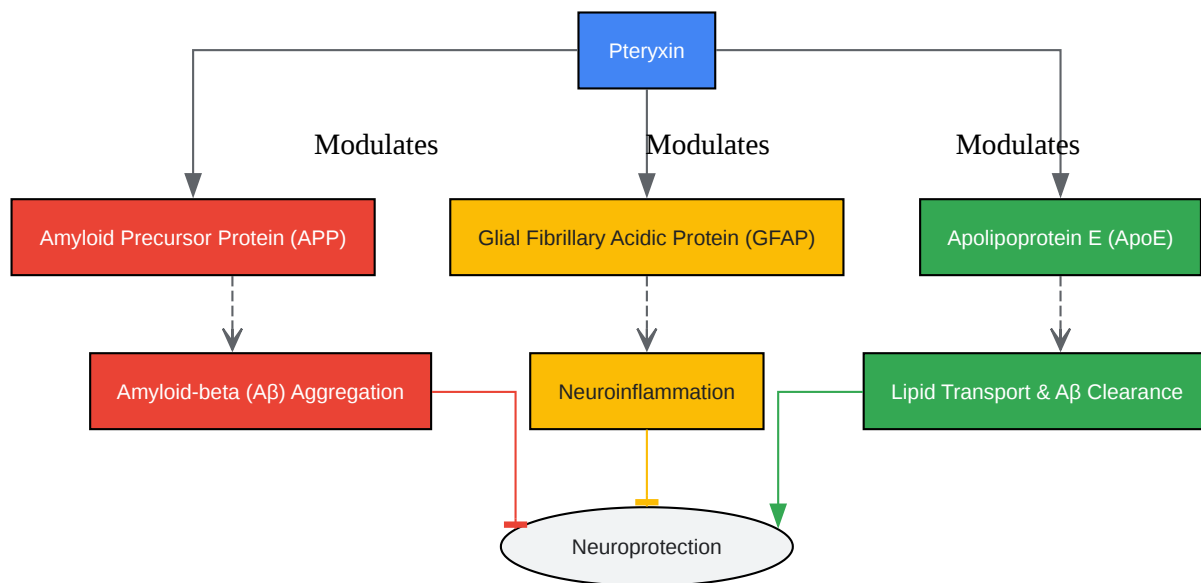 Pteryxin
Modulates
Modulates
Modulates
Amyloid Precursor Protein (APP)
Glial Fibrillary Acidic Protein (GFAP)
Apolipoprotein E (ApoE)
Amyloid-beta (Aβ) Aggregation
Neuroinflammation
Lipid Transport & Aβ Clearance
Neuroprotection